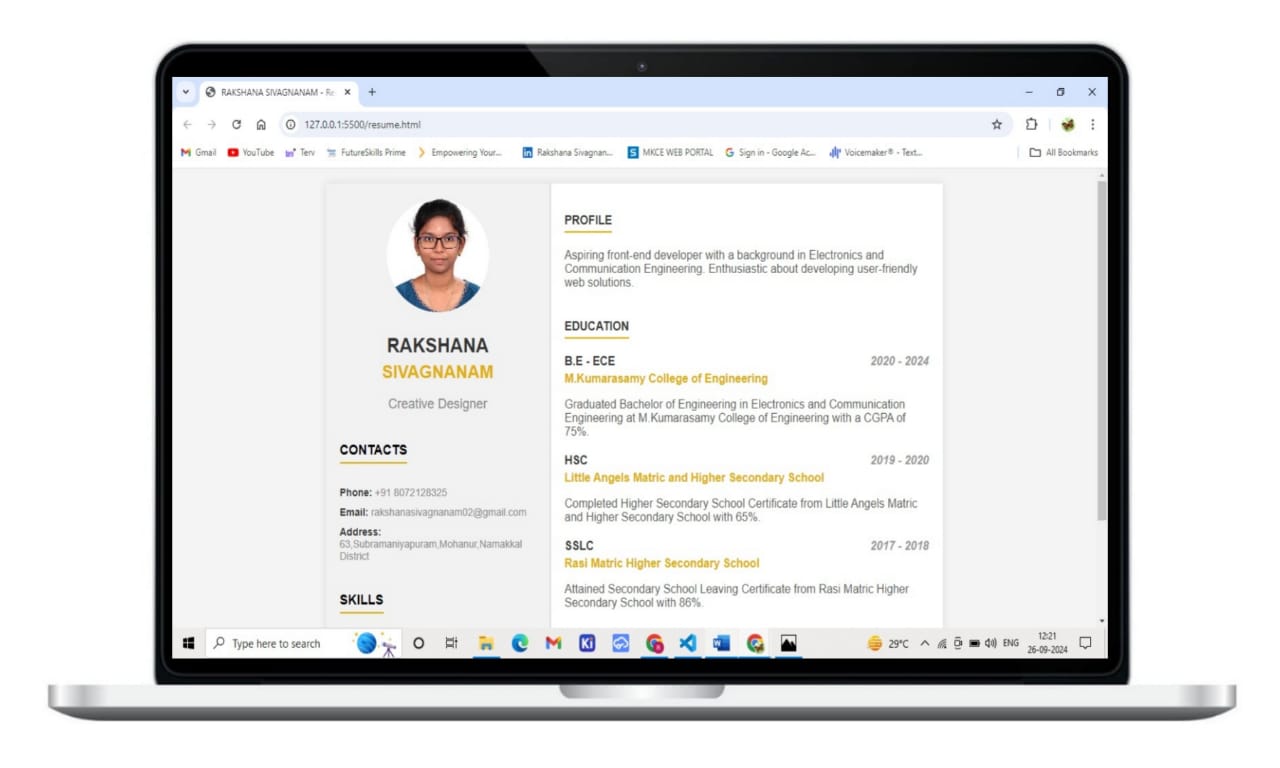 RAKSHANA SIVAGNANAM - Re
127.0.0.1:5500/resume.html
Gmail YouTube Terv FutureSkills Prime Empowering Your... Rakshana Sivagnan... MKCE WEB PORTAL Sign in - Google Ac... Voicemaker® - Text... All Bookmarks
RAKSHANA
SIVAGNANAM
Creative Designer
CONTACTS
Phone: +91 8072128325
Email: rakshanasivagnanam02@gmail.com
Address:
63,Subramaniyapuram,Mohanur,Namakkal
District
SKILLS
PROFILE
Aspiring front-end developer with a background in Electronics and
Communication Engineering. Enthusiastic about developing user-friendly
web solutions.
EDUCATION
B.E - ECE 2020 - 2024
M.Kumarasamy College of Engineering
Graduated Bachelor of Engineering in Electronics and Communication
Engineering at M.Kumarasamy College of Engineering with a CGPA of
75%.
HSC 2019 - 2020
Little Angels Matric and Higher Secondary School
Completed Higher Secondary School Certificate from Little Angels Matric
and Higher Secondary School with 65%.
SSLC 2017 - 2018
Rasi Matric Higher Secondary School
Attained Secondary School Leaving Certificate from Rasi Matric Higher
Secondary School with 86%.
Type here to search Ki 29°C ENG 12:21
26-09-2024